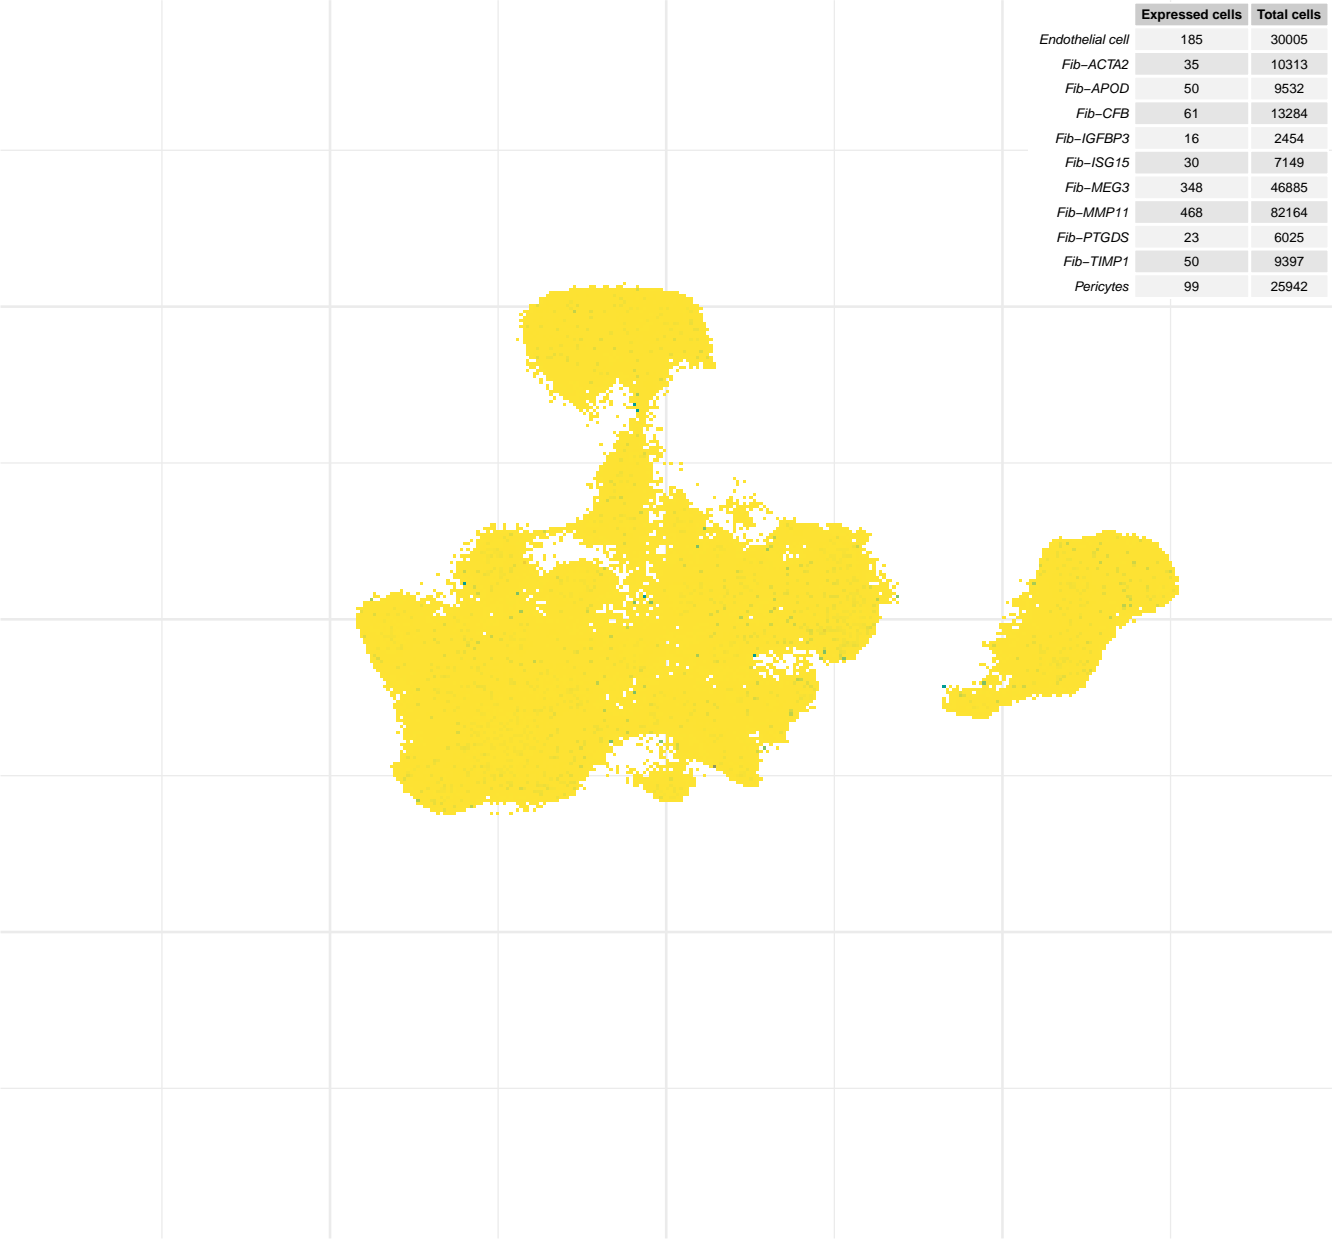 Expressed cells Total cells
Endothelial cell 185 30005
Fib−ACTA2 35 10313
Fib−APOD 50 9532
Fib−CFB 61 13284
Fib−IGFBP3 16 2454
Fib−ISG15 30 7149
Fib−MEG3 348 46885
Fib−MMP11 468 82164
Fib−PTGDS 23 6025
Fib−TIMP1 50 9397
Pericytes 99 25942